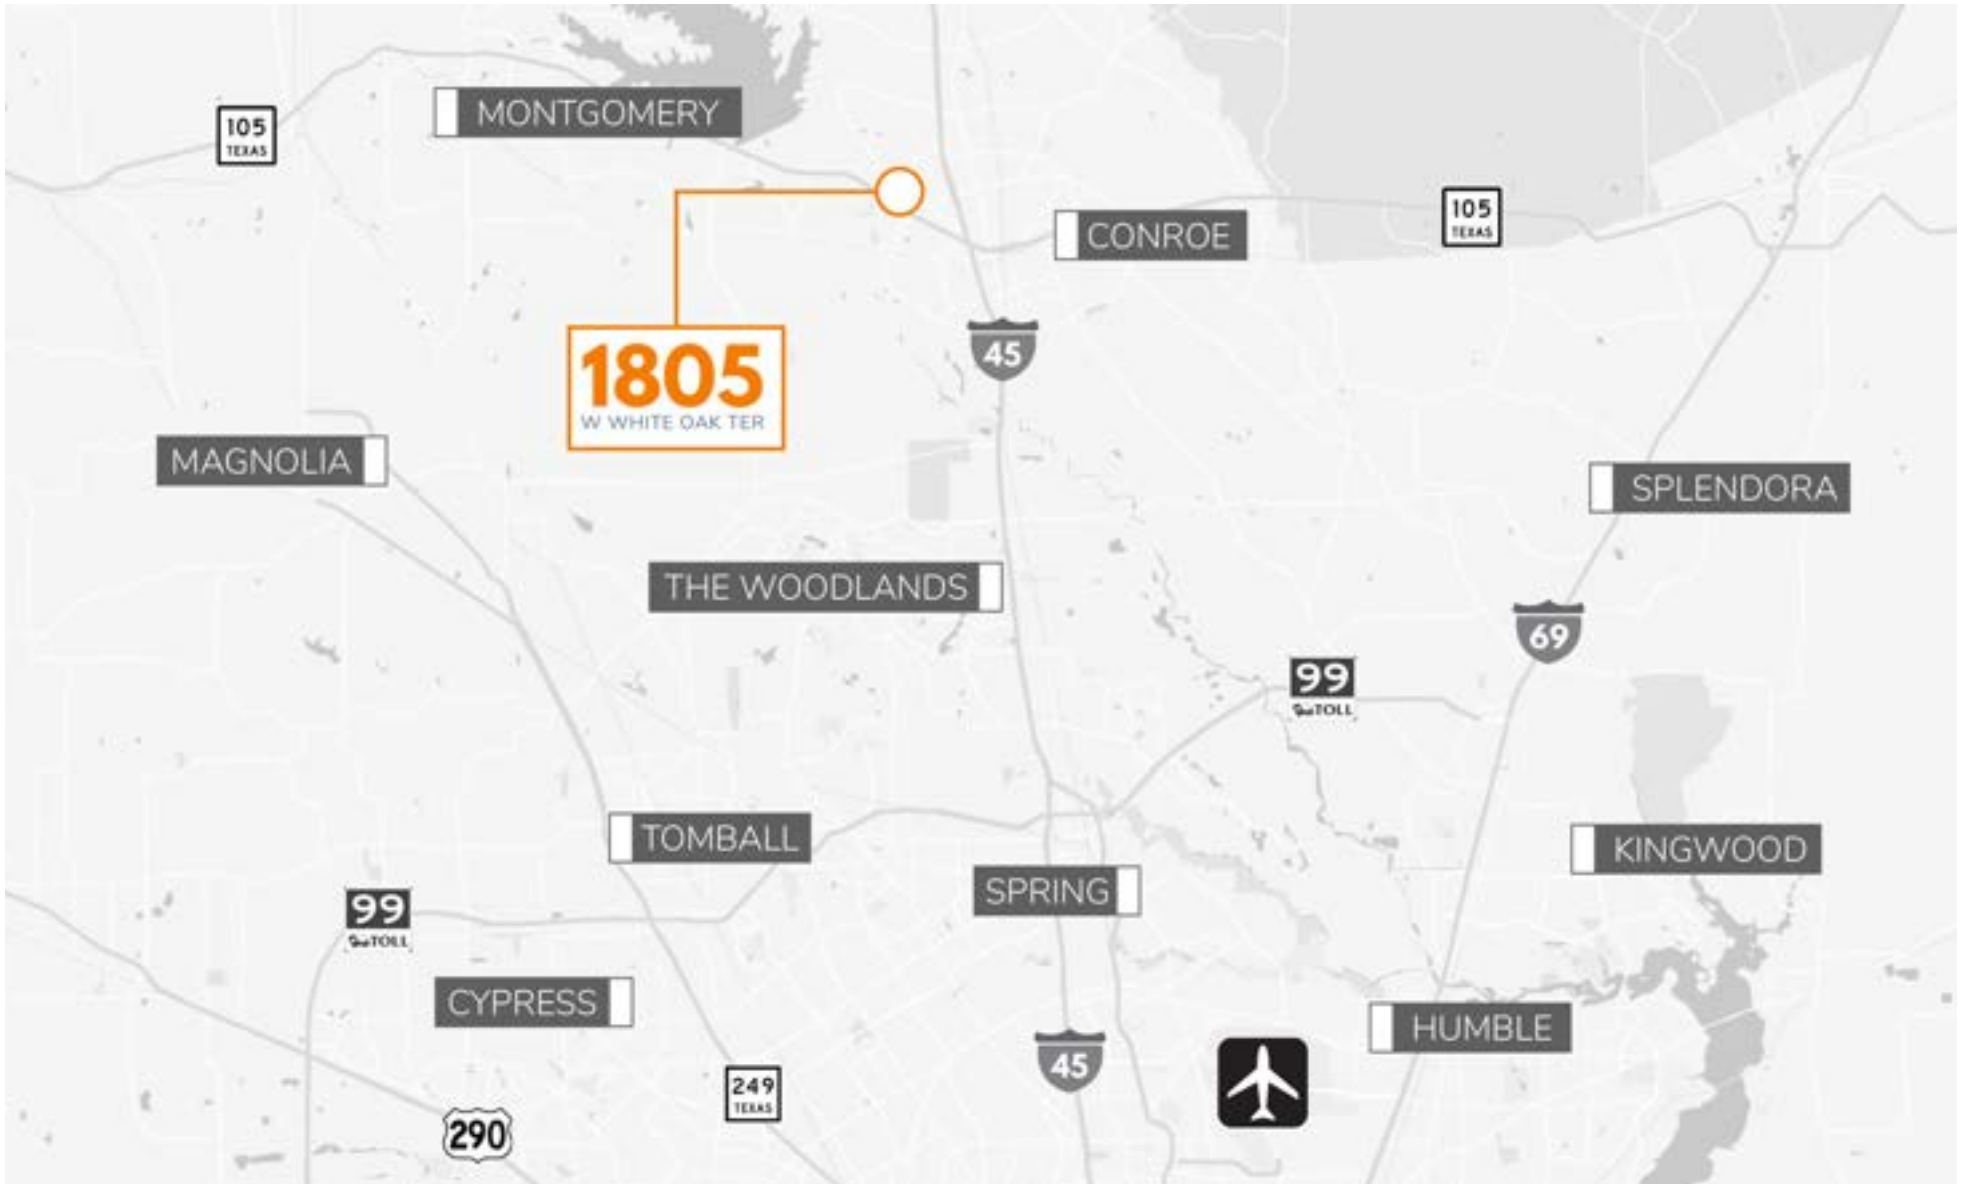 MONTGOMERY
105
TEXAS
105
TEXAS
CONROE
45
1805
W WHITE OAK TER
MAGNOLIA
SPLENDORA
THE WOODLANDS
69
99
TOLL
TOMBALL
KINGWOOD
SPRING
99
TOLL
CYPRESS
HUMBLE
45
249
TEXAS
290